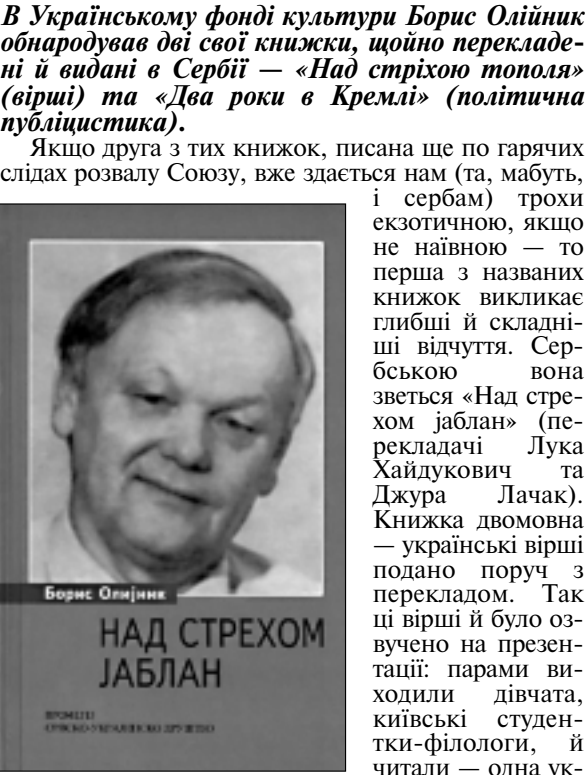 В Українському фонді культури Борис Олійник
обнародував дві свої книжки, щойно перекладе-
ні й видані в Сербії — «Над стріхою тополя»
(вірші) та «Два роки в Кремлі» (політична
публіцистика).
Якщо друга з тих книжок, писана ще по гарячих
слідах розвалу Союзу, вже здається нам (та, мабуть,
і сербам) трохи
екзотичною, якщо
не наївною — то
перша з названих
книжок викликає
глибші й складні-
ші відчуття. Сер-
бською вона
зветься «Над стре-
хом јаблан» (пе-
рекладачі Лука
Хайдукович та
Джура Лачак).
Книжка двомовна
— українські вірші
подано поруч з
перекладом. Так
ці вірші й було оз-
вучено на презен-
тації: парами ви-
ходили дівчата,
київські студен-
тки-філологи, й
читали — одна ук-
Борис Олијник
НАД СТРЕХОМ
ЈАБЛАН